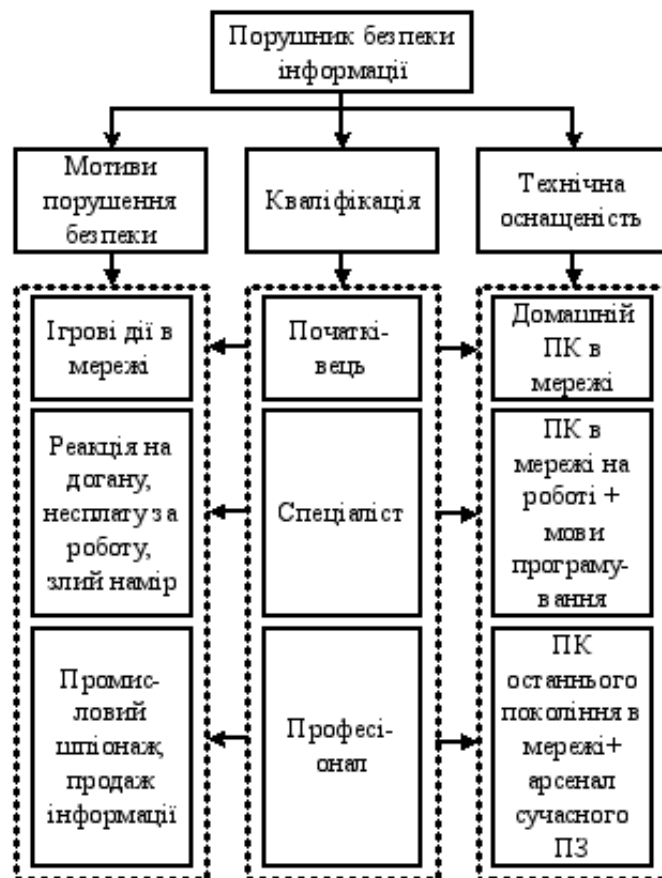 Порушник безпеки
інформації
Мотиви
порушення
безпеки
Кваліфікація
Технічна
оснащеність
Ігрові дії в
мережі
Початкі-
вець
Домашній
ПК в
мережі
Реакція на
догану,
несплату за
роботу,
злий намір
Спеціаліст
ПК в
мережі на
роботі +
мови
програму-
вання
Промис-
ловий
шпіонаж,
продаж
інформації
Професі-
онал
ПК
останнього
покоління в
мережі+
арсенал
сучасного
ПЗ